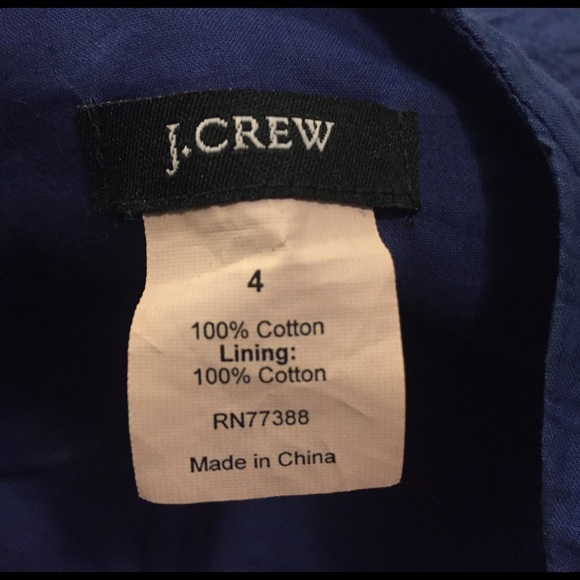 J.CREW
4
100% Cotton
Lining:
100% Cotton
RN77388
Made in China